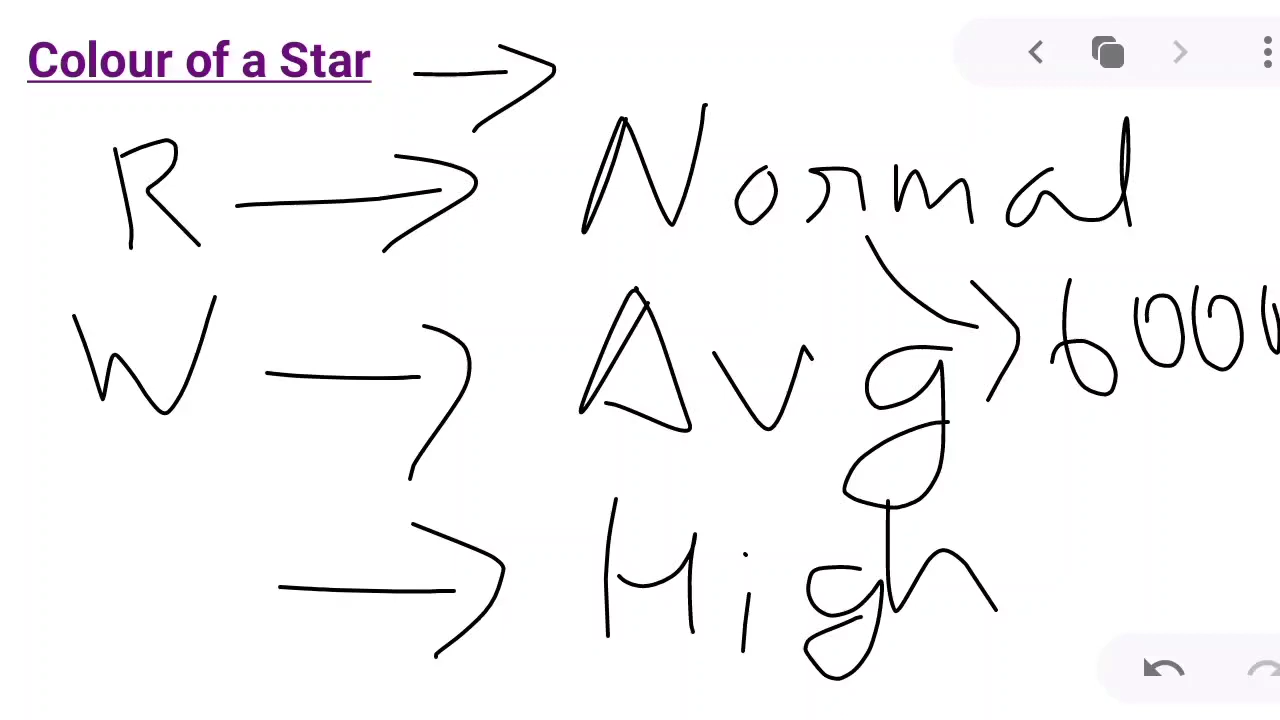 Colour of a Star →
R → Normal
→ 6000
W → Avg
→ High